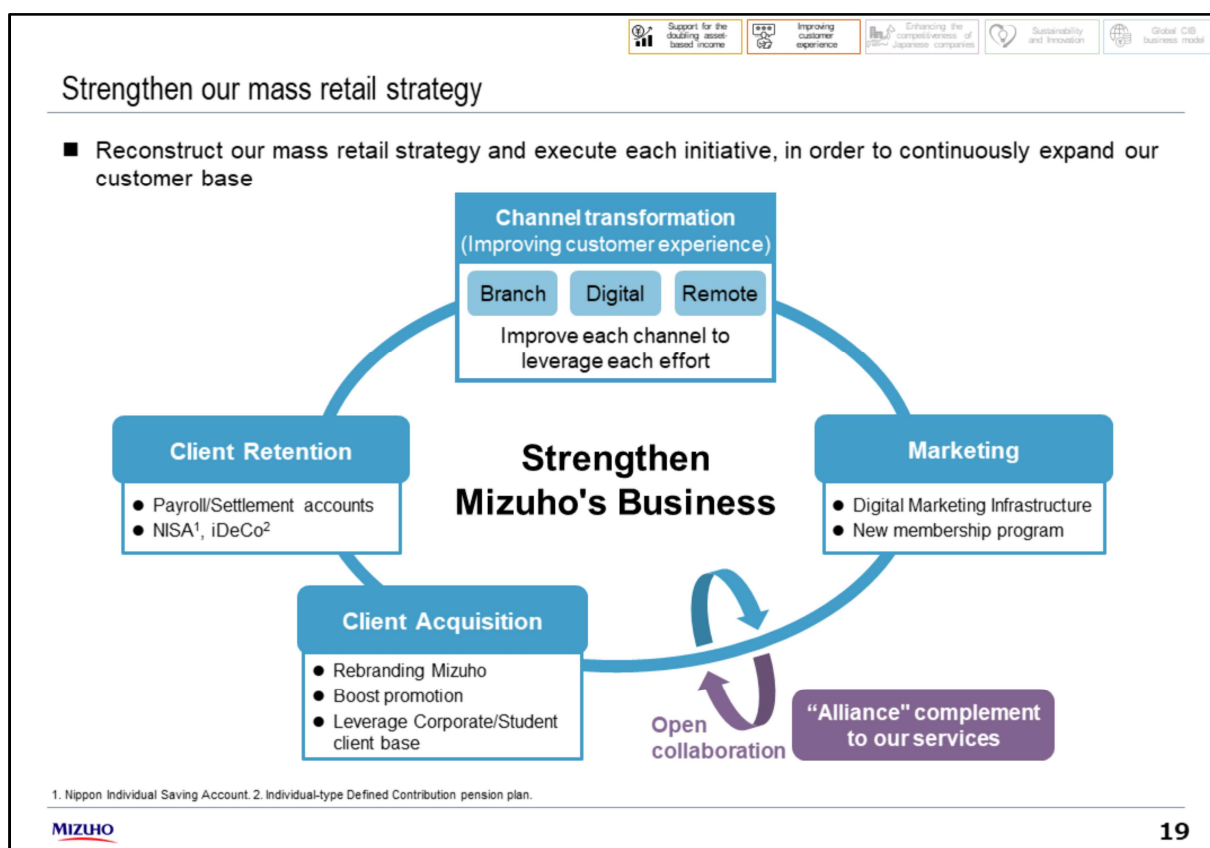 Support for the
doubling asset-
based income
Improving
customer
experience
Enhancing the
competitiveness of
Japanese companies
Sustainability
and Innovation
Global CIB
business model
Strengthen our mass retail strategy
■ Reconstruct our mass retail strategy and execute each initiative, in order to continuously expand our
customer base
Channel transformation
(Improving customer experience)
Branch Digital Remote
Improve each channel to
leverage each effort
Client Retention
● Payroll/Settlement accounts
● NISA¹, iDeCo²
Strengthen
Mizuho's Business
Marketing
● Digital Marketing Infrastructure
● New membership program
Client Acquisition
● Rebranding Mizuho
● Boost promotion
● Leverage Corporate/Student
client base
Open
collaboration
“Alliance" complement
to our services
1. Nippon Individual Saving Account. 2. Individual-type Defined Contribution pension plan.
MIZUHO
19